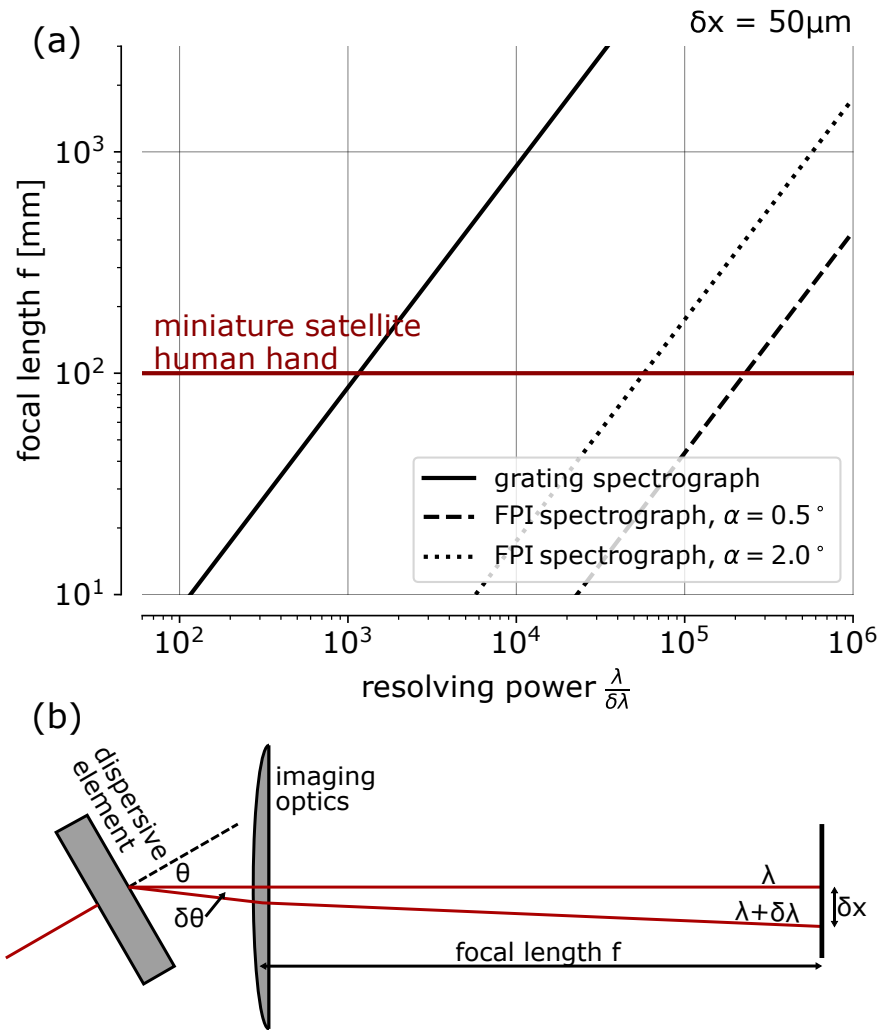 (a)
δx = 50μm
focal length f [mm]
10³
10²
10¹
miniature satellite
human hand
grating spectrograph
FPI spectrograph, α = 0.5°
FPI spectrograph, α = 2.0°
10² 10³ 10⁴ 10⁵ 10⁶
resolving power λ/δλ
(b)
dispersive
element
imaging
optics
θ
δθ
λ
λ+δλ
δx
focal length f